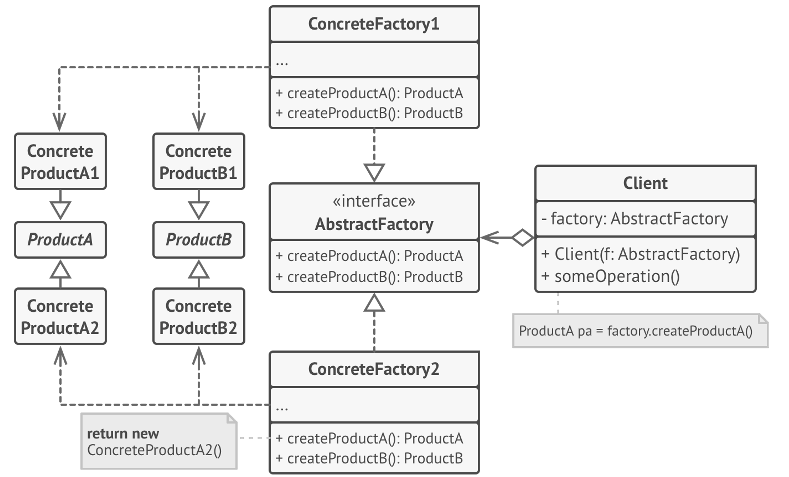 ConcreteFactory1
...
+ createProductA(): ProductA
+ createProductB(): ProductB
Concrete
ProductA1
Concrete
ProductB1
ProductA
ProductB
Concrete
ProductA2
Concrete
ProductB2
«interface»
AbstractFactory
+ createProductA(): ProductA
+ createProductB(): ProductB
Client
- factory: AbstractFactory
+ Client(f: AbstractFactory)
+ someOperation()
ProductA pa = factory.createProductA()
ConcreteFactory2
...
+ createProductA(): ProductA
+ createProductB(): ProductB
return new
ConcreteProductA2()